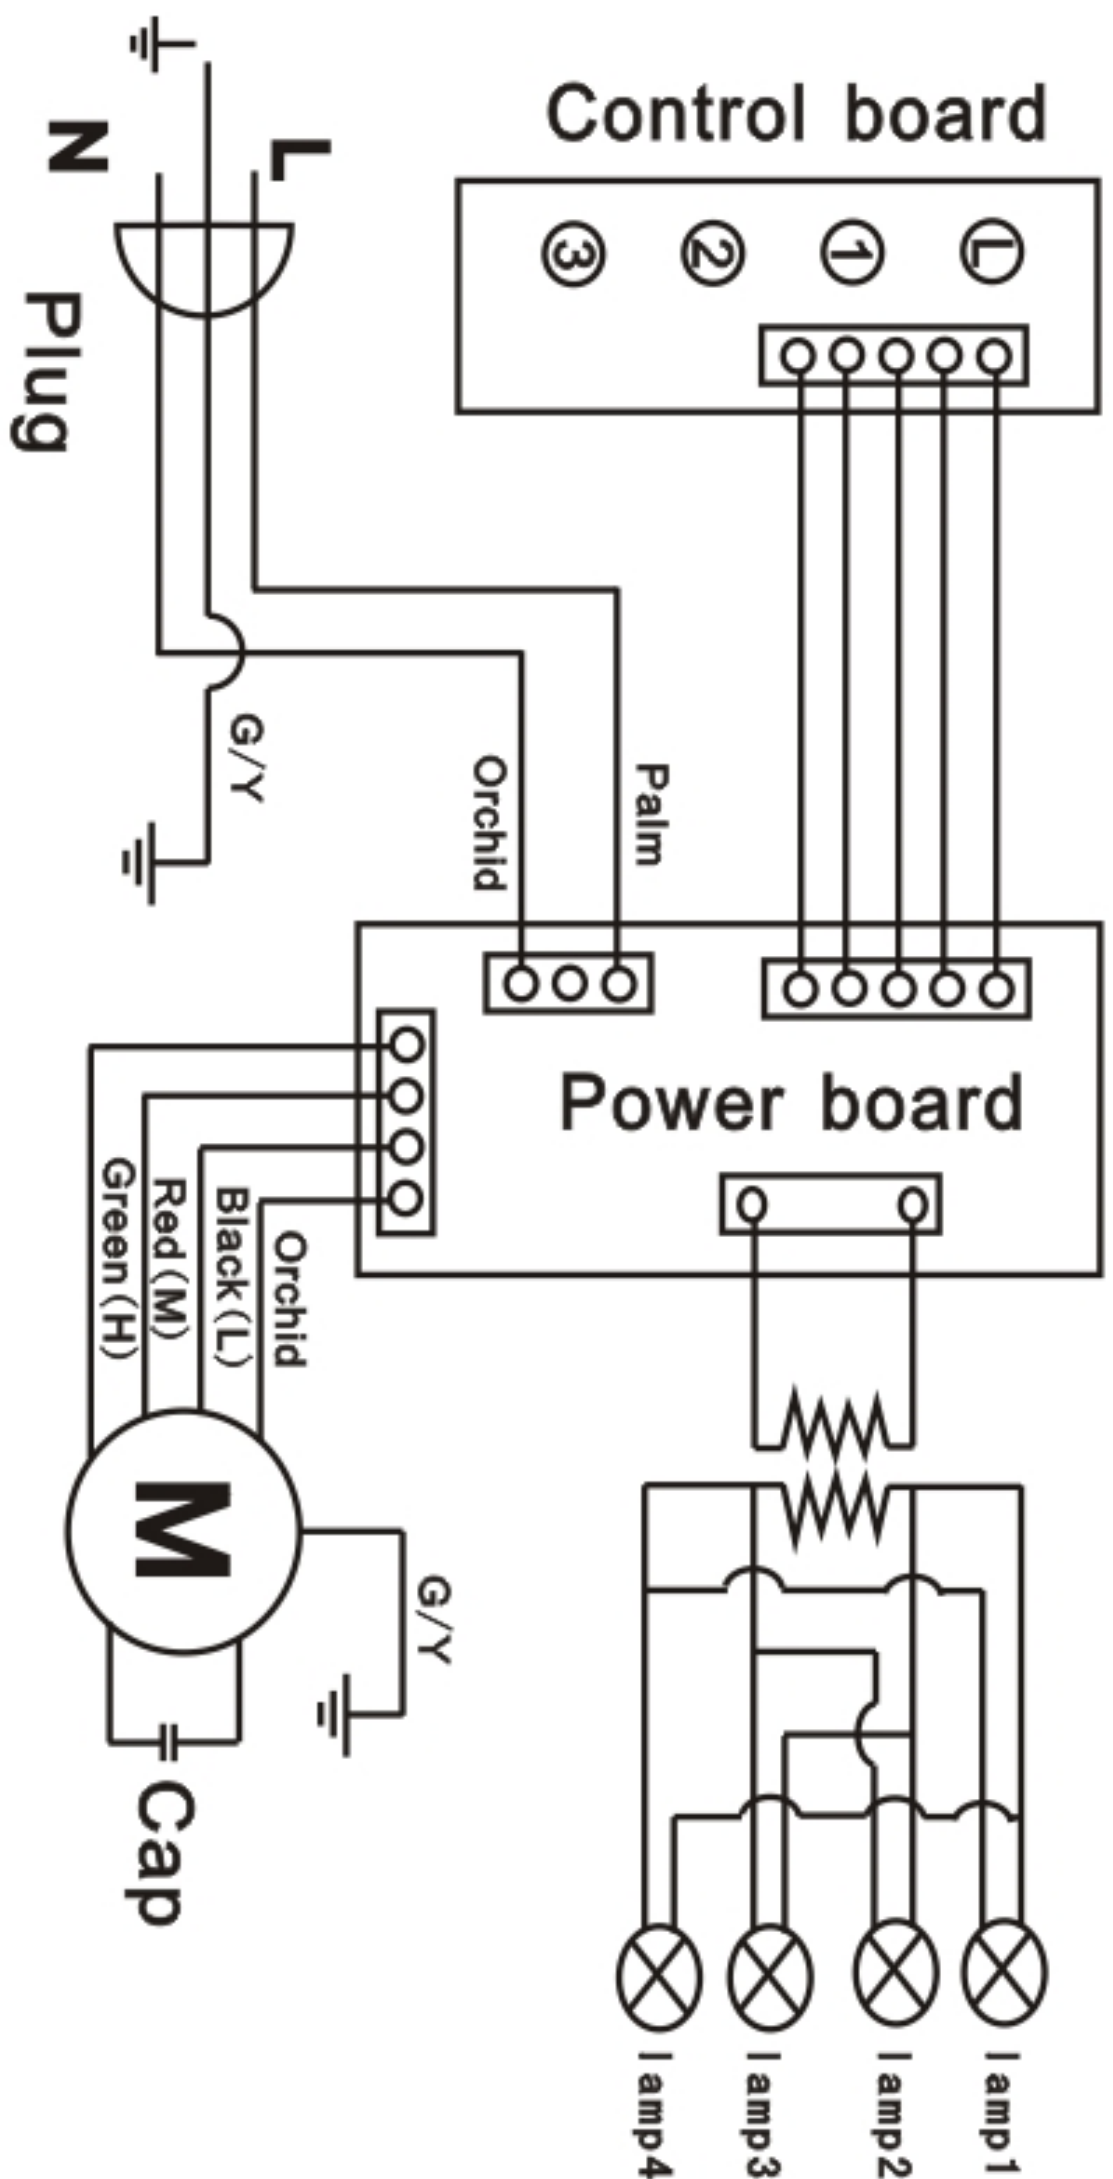 Control board
N
L
3
2
1
L
Plug
G/Y
Orchid
Palm
Power board
Green(H)
Red(M)
Black(L)
Orchid
M
G/Y
Cap
lamp4
lamp3
lamp2
lamp1